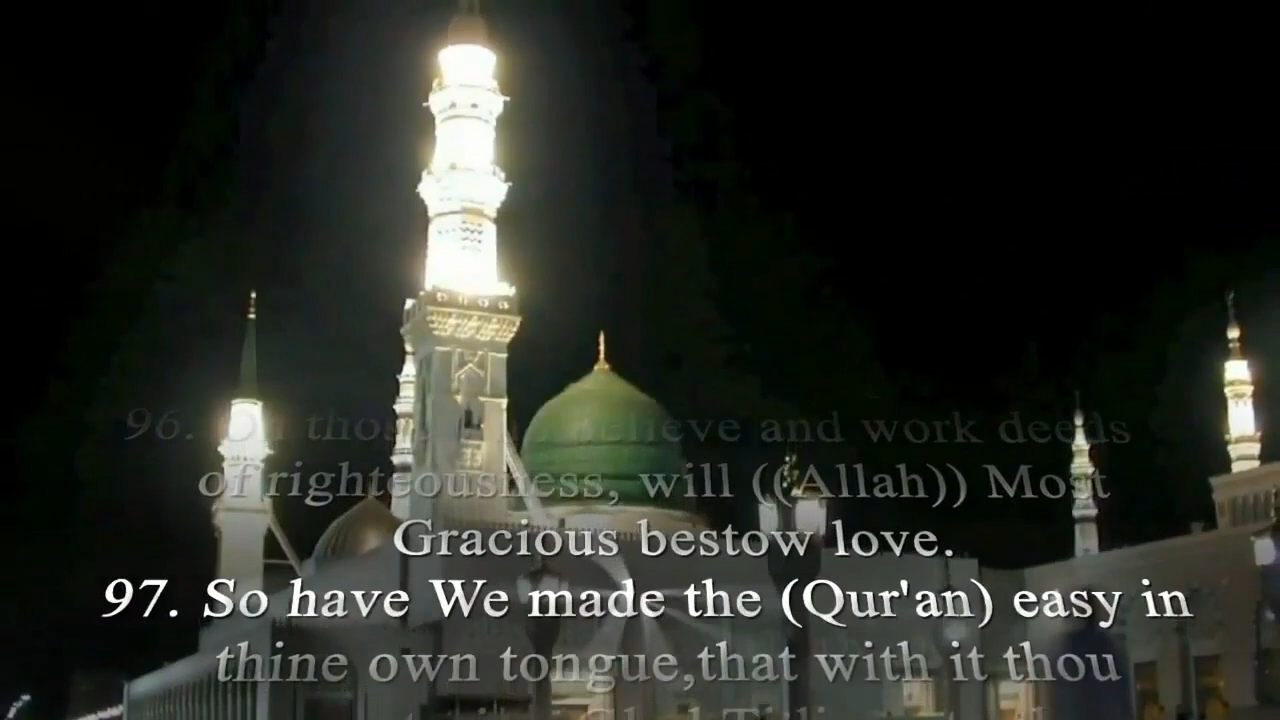 96. On those who believe and work deeds
of righteousness, will ((Allah)) Most
Gracious bestow love.
97. So have We made the (Qur'an) easy in
thine own tongue,that with it thou